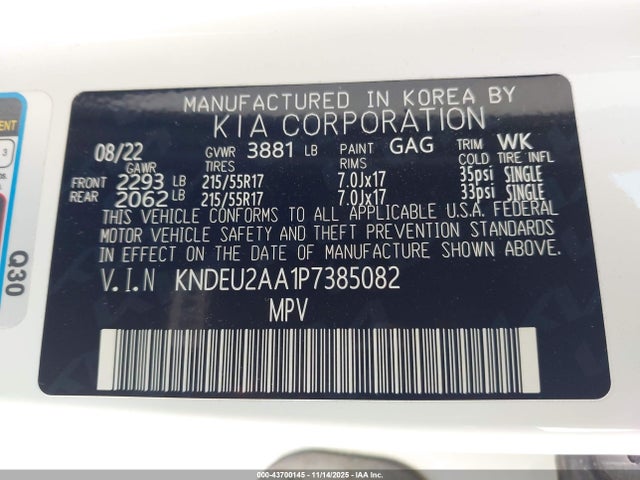 MANUFACTURED IN KOREA BY
KIA CORPORATION
08/22 GVWR 3881 LB PAINT GAG TRIM WK
GAWR TIRES RIMS COLD TIRE INFL
FRONT 2293 LB 215/55R17 7.0Jx17 35psi SINGLE
REAR 2062 LB 215/55R17 7.0Jx17 33psi SINGLE
THIS VEHICLE CONFORMS TO ALL APPLICABLE U.S.A. FEDERAL
MOTOR VEHICLE SAFETY AND THEFT PREVENTION STANDARDS
IN EFFECT ON THE DATE OF MANUFACTURE SHOWN ABOVE.
V.I.N KNDEU2AA1P7385082
MPV
3
Q30
000-43700145 - 11/14/2025 - IAA Inc.